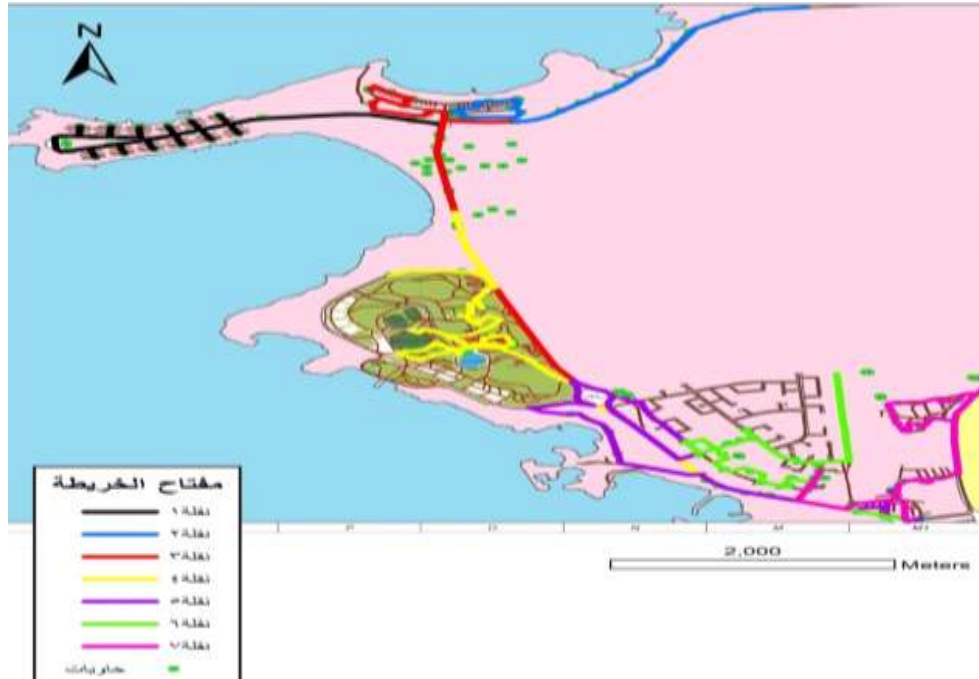 N
مفتاح الخريطة
نقلة ١
نقلة ٢
نقلة ٣
نقلة ٤
نقلة ٥
نقلة ٦
نقلة ٧
حاويات
2,000
Meters